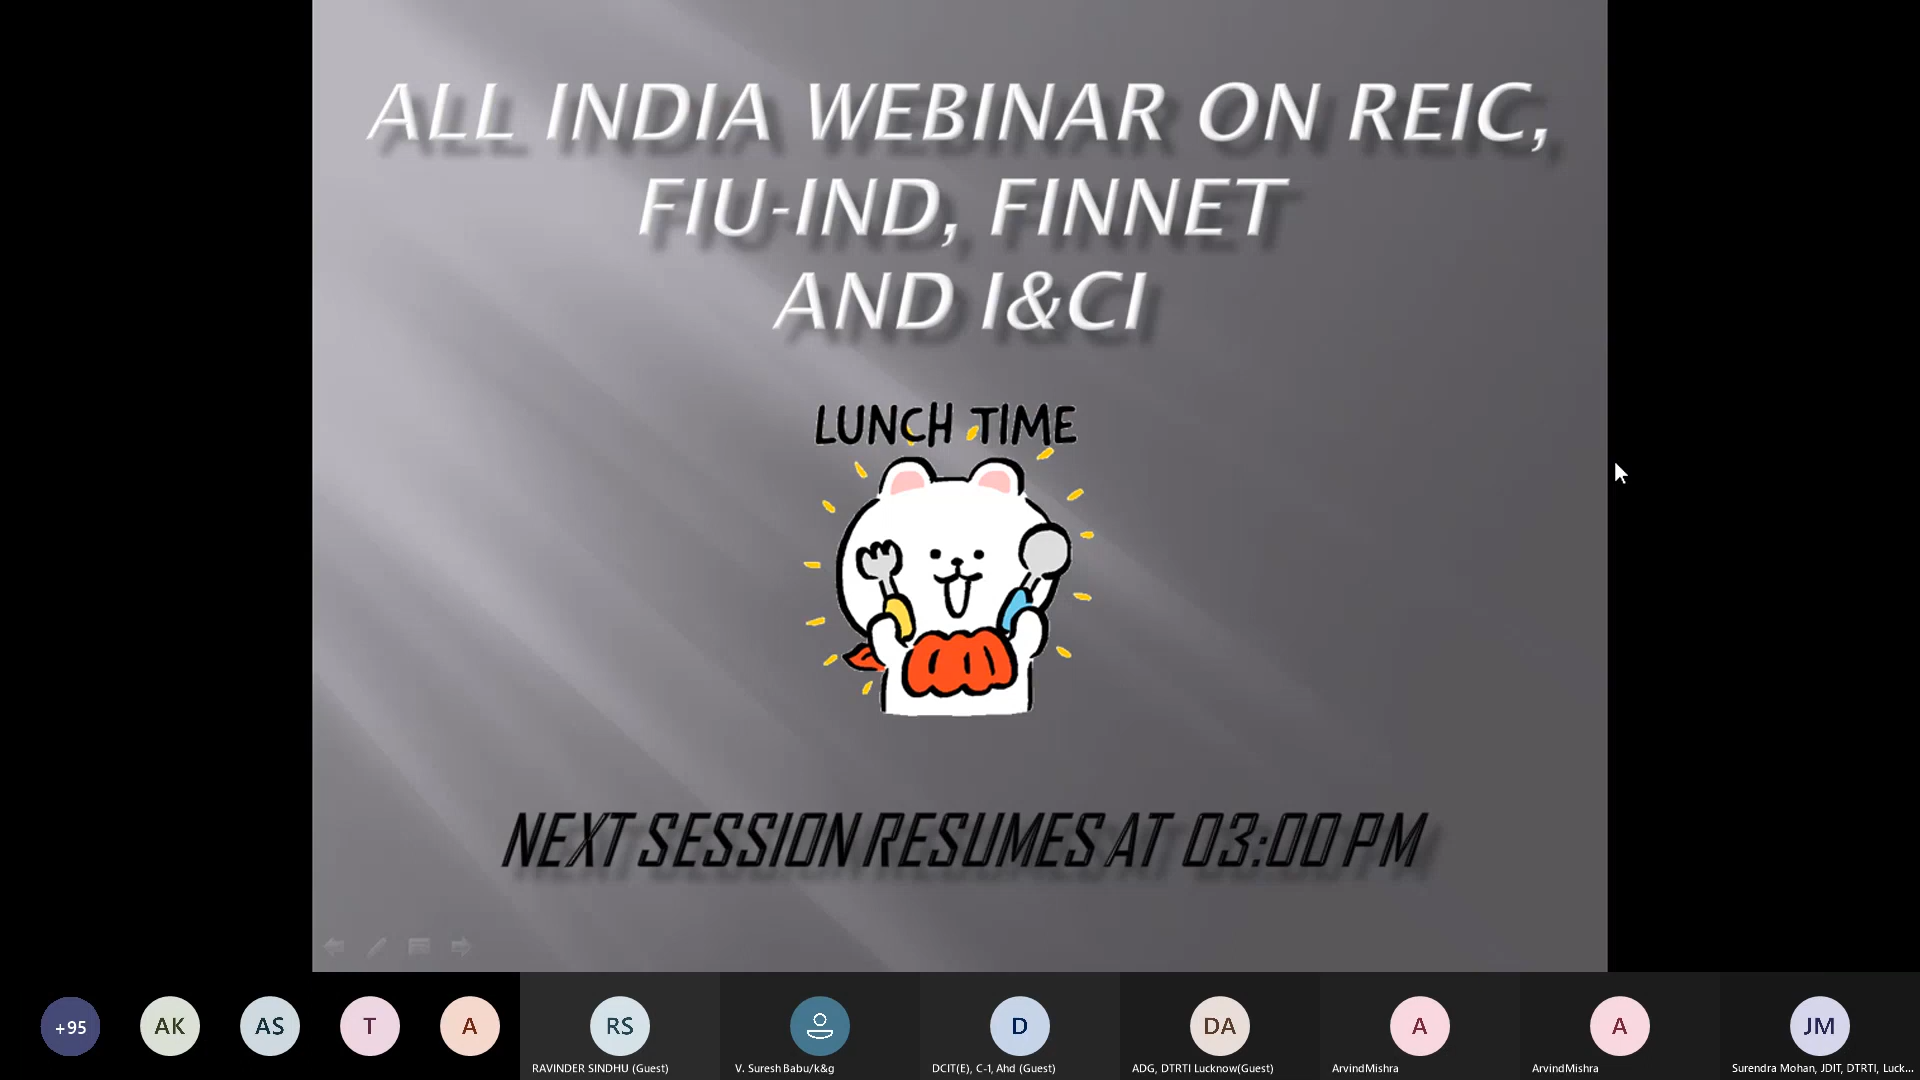 ALL INDIA WEBINAR ON REIC,
FIU-IND, FINNET
AND I&CI
LUNCH TIME
NEXT SESSION RESUMES AT 03:00 PM
+95
AK
AS
T
A
RS
D
DA
A
A
JM
RAVINDER SINDHU (Guest)
V. Suresh Babu/k&g
DCIT(E), C-1, Ahd (Guest)
ADG, DTRTI Lucknow(Guest)
ArvindMishra
ArvindMishra
Surendra Mohan, JDIT, DTRTI, Luck...